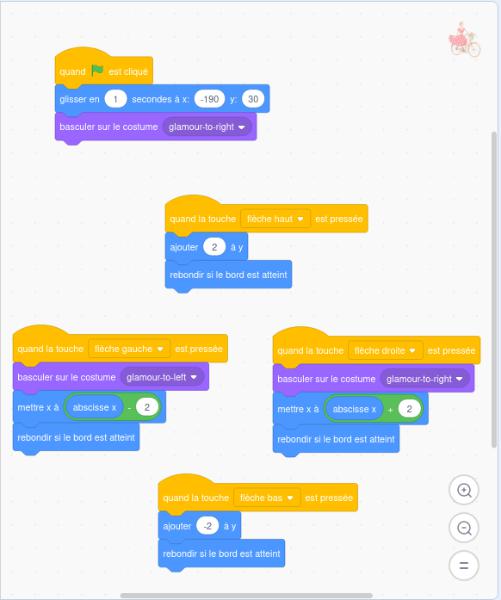 quand est cliqué
glisser en 1 secondes à x: -190 y: 30
basculer sur le costume glamour-to-right
quand la touche flèche haut est pressée
ajouter 2 à y
rebondir si le bord est atteint
quand la touche flèche gauche est pressée
basculer sur le costume glamour-to-left
mettre x à abscisse x - 2
rebondir si le bord est atteint
quand la touche flèche droite est pressée
basculer sur le costume glamour-to-right
mettre x à abscisse x + 2
rebondir si le bord est atteint
quand la touche flèche bas est pressée
ajouter -2 à y
rebondir si le bord est atteint